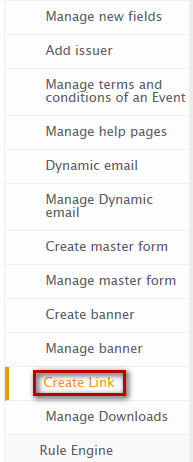 Manage new fields
Add issuer
Manage terms and
conditions of an Event
Manage help pages
Dynamic email
Manage Dynamic
email
Create master form
Manage master form
Create banner
Manage banner
Create Link
Manage Downloads
Rule Engine